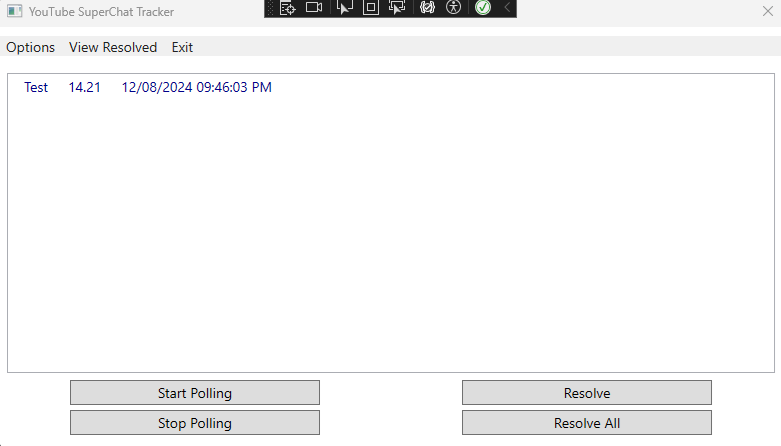 YouTube SuperChat Tracker
Options View Resolved Exit
Test 14.21 12/08/2024 09:46:03 PM
Start Polling Resolve
Stop Polling Resolve All